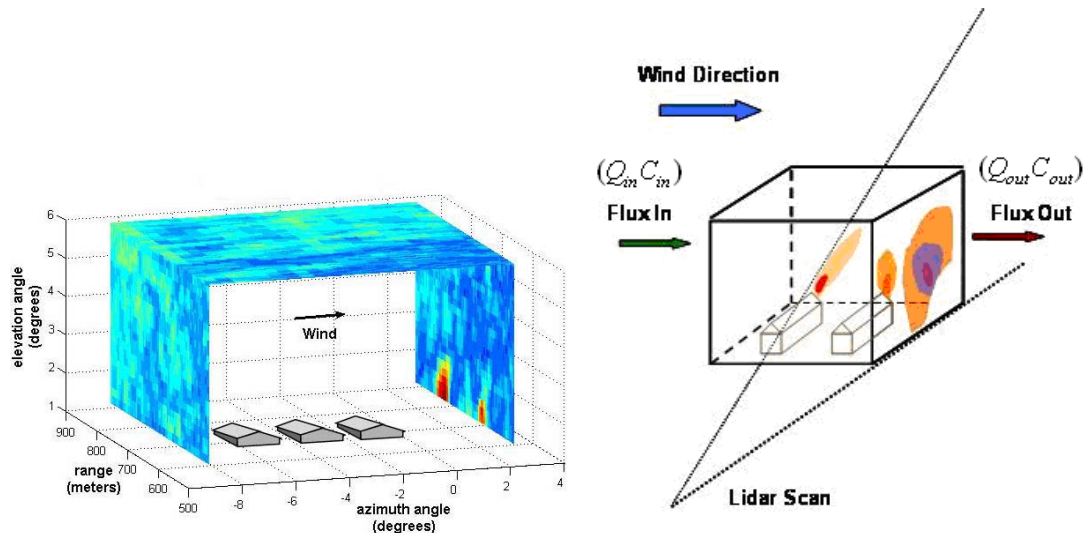 6
5
4
3
2
1
elevation angle
(degrees)
Wind
900
800
700
600
500
range
(meters)
-8
-6
-4
-2
0
2
4
azimuth angle
(degrees)
Wind Direction
(Q_in C_in)
Flux In
(Q_out C_out)
Flux Out
Lidar Scan